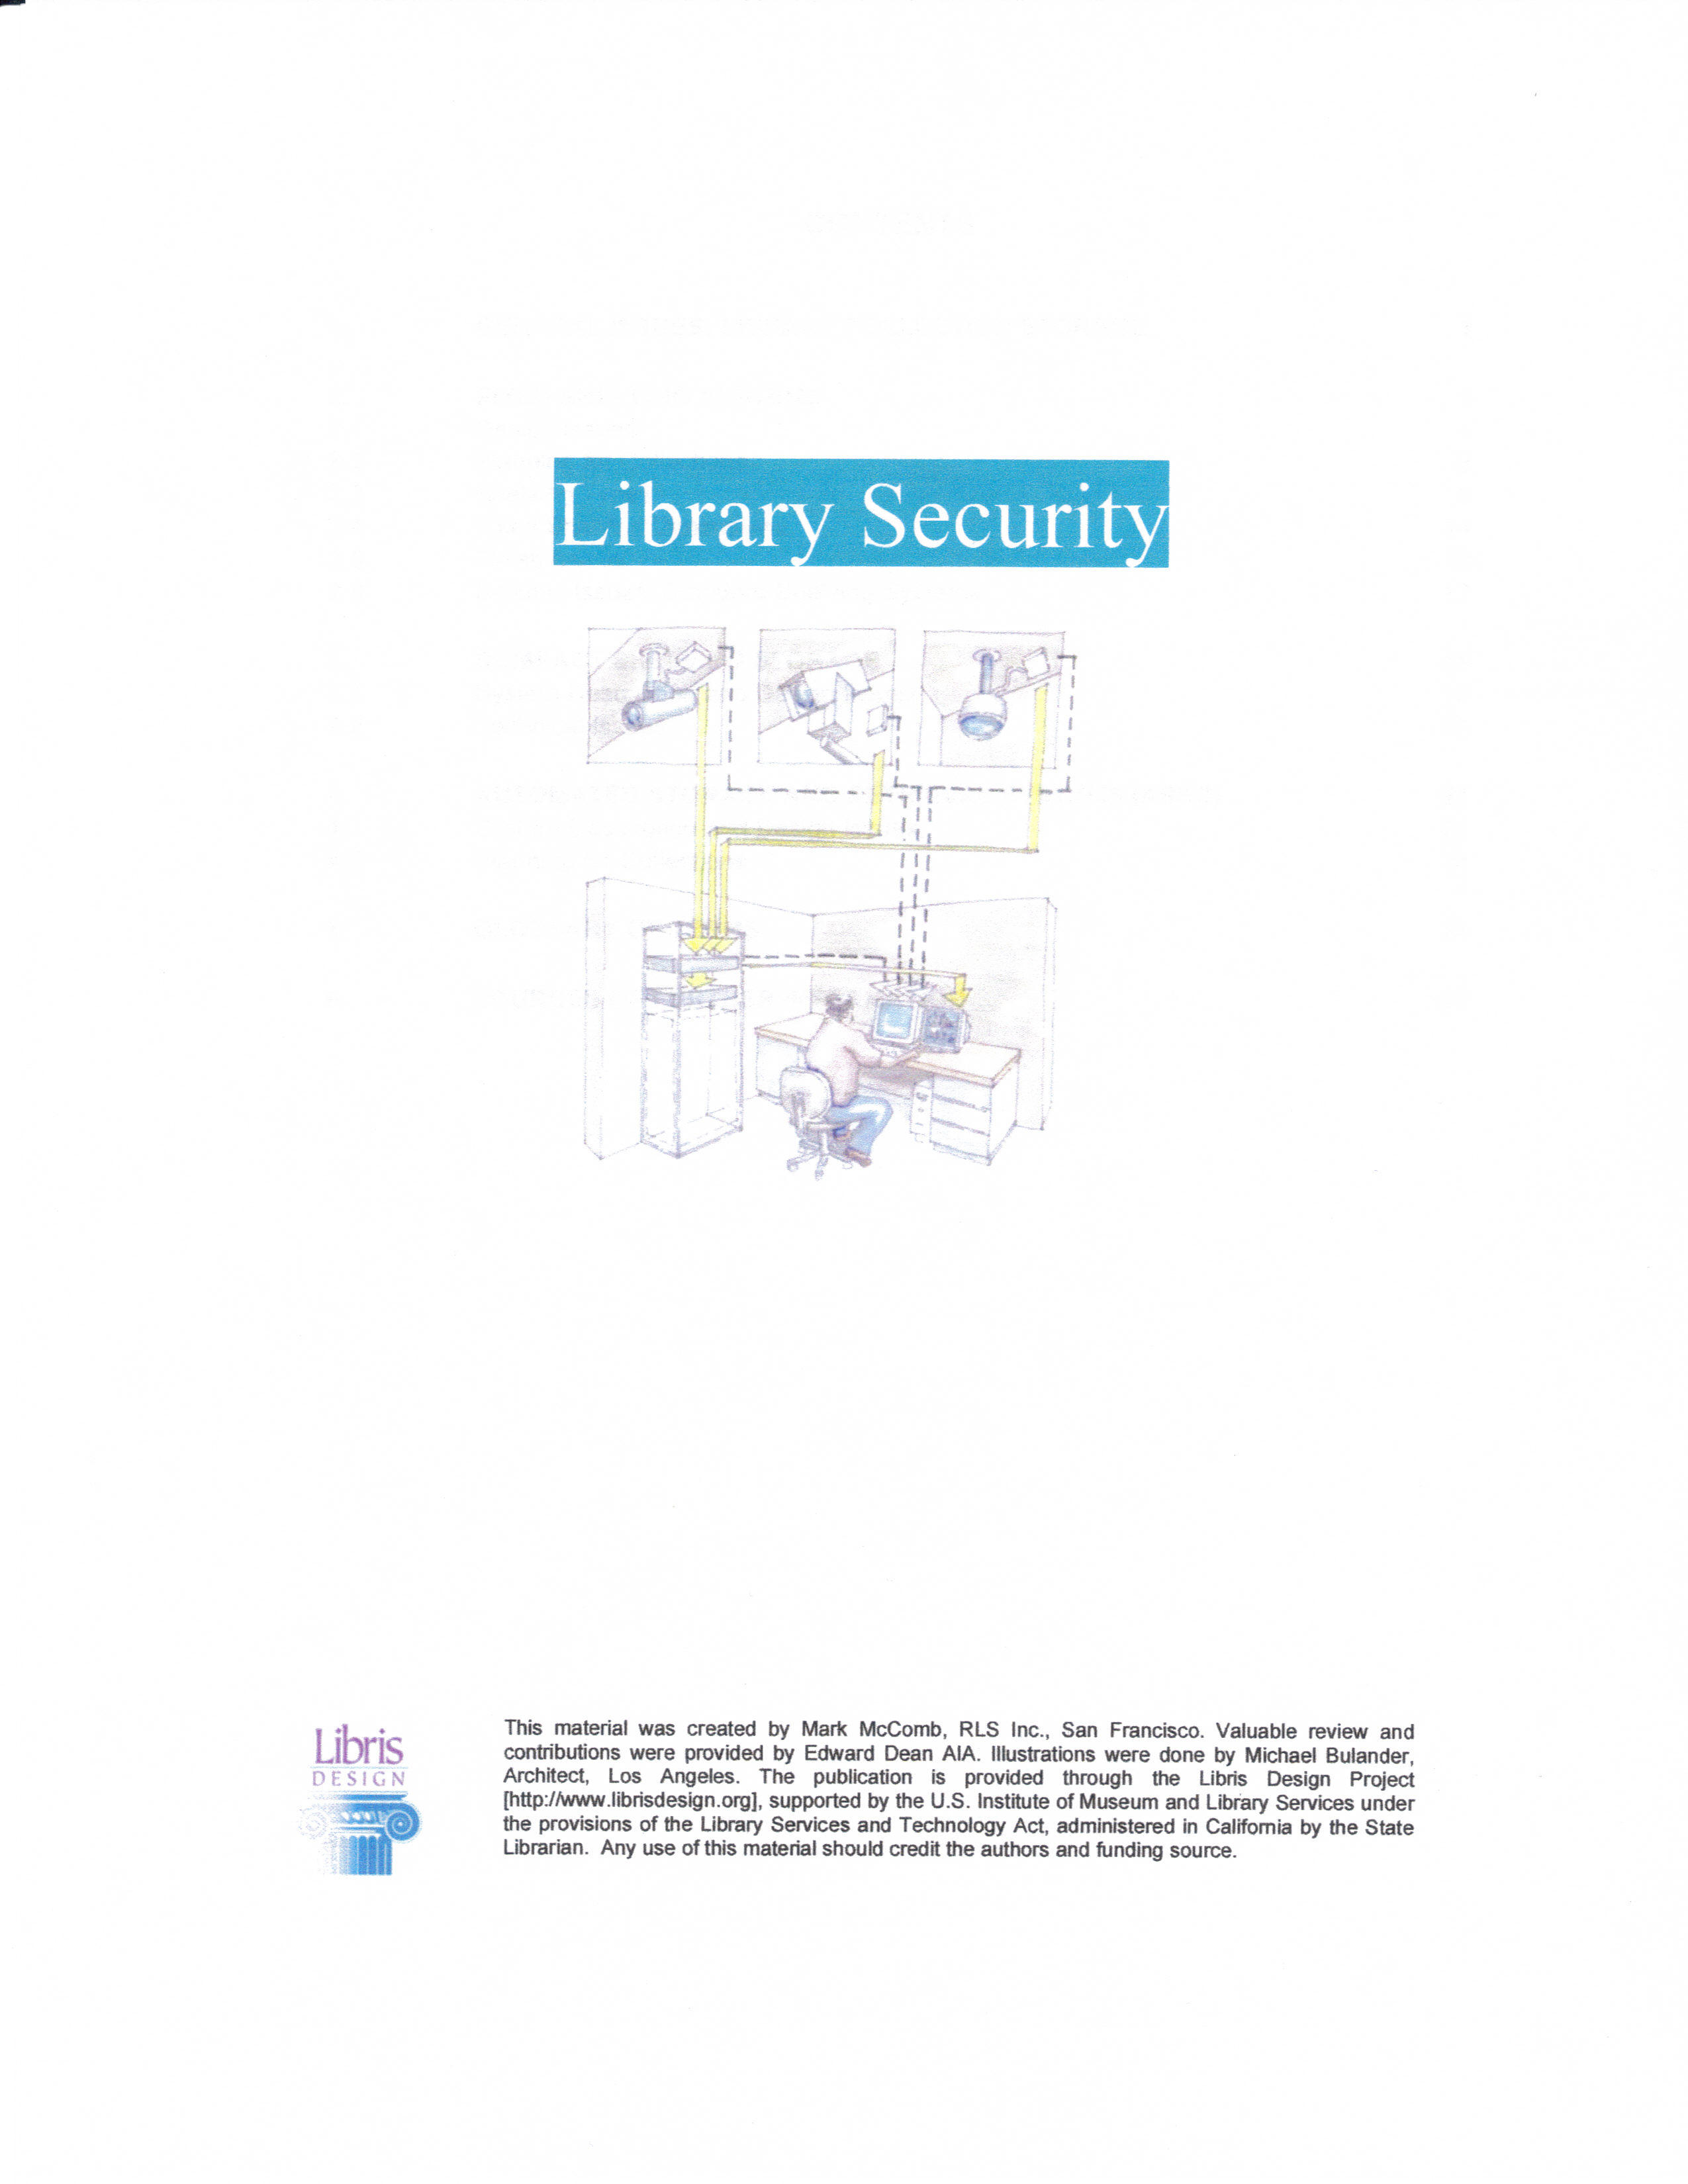 Library Security
Libris
DESIGN
This material was created by Mark McComb, RLS Inc., San Francisco. Valuable review and
contributions were provided by Edward Dean AIA. Illustrations were done by Michael Bulander,
Architect, Los Angeles. The publication is provided through the Libris Design Project
[http://www.librisdesign.org], supported by the U.S. Institute of Museum and Library Services under
the provisions of the Library Services and Technology Act, administered in California by the State
Librarian. Any use of this material should credit the authors and funding source.